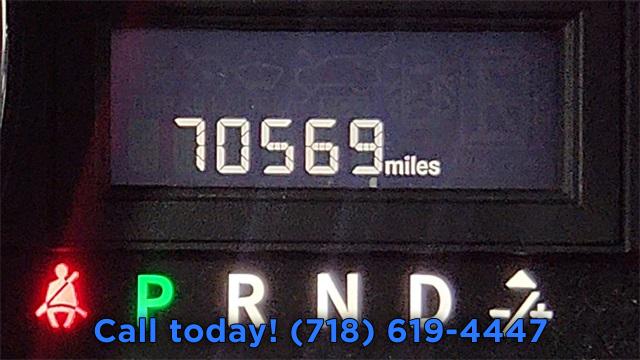 70569 miles
P R N D
Call today! (718) 619-4447